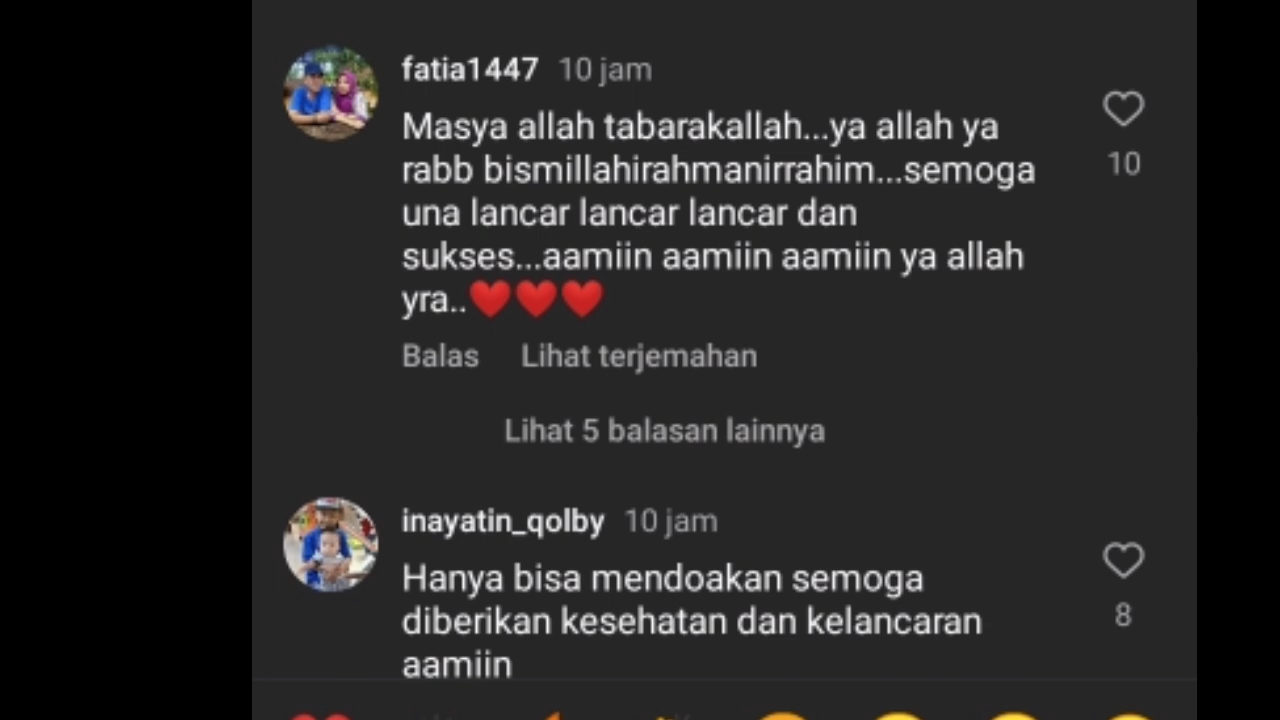 fatia1447 10 jam
Masya allah tabarakallah...ya allah ya
rabb bismillahirahmanirrahim...semoga
una lancar lancar lancar dan
sukses...aamiin aamiin aamiin ya allah
yra..❤️❤️❤️
10
Balas Lihat terjemahan
Lihat 5 balasan lainnya
inayatin_qolby 10 jam
Hanya bisa mendoakan semoga
diberikan kesehatan dan kelancaran
aamiin
8